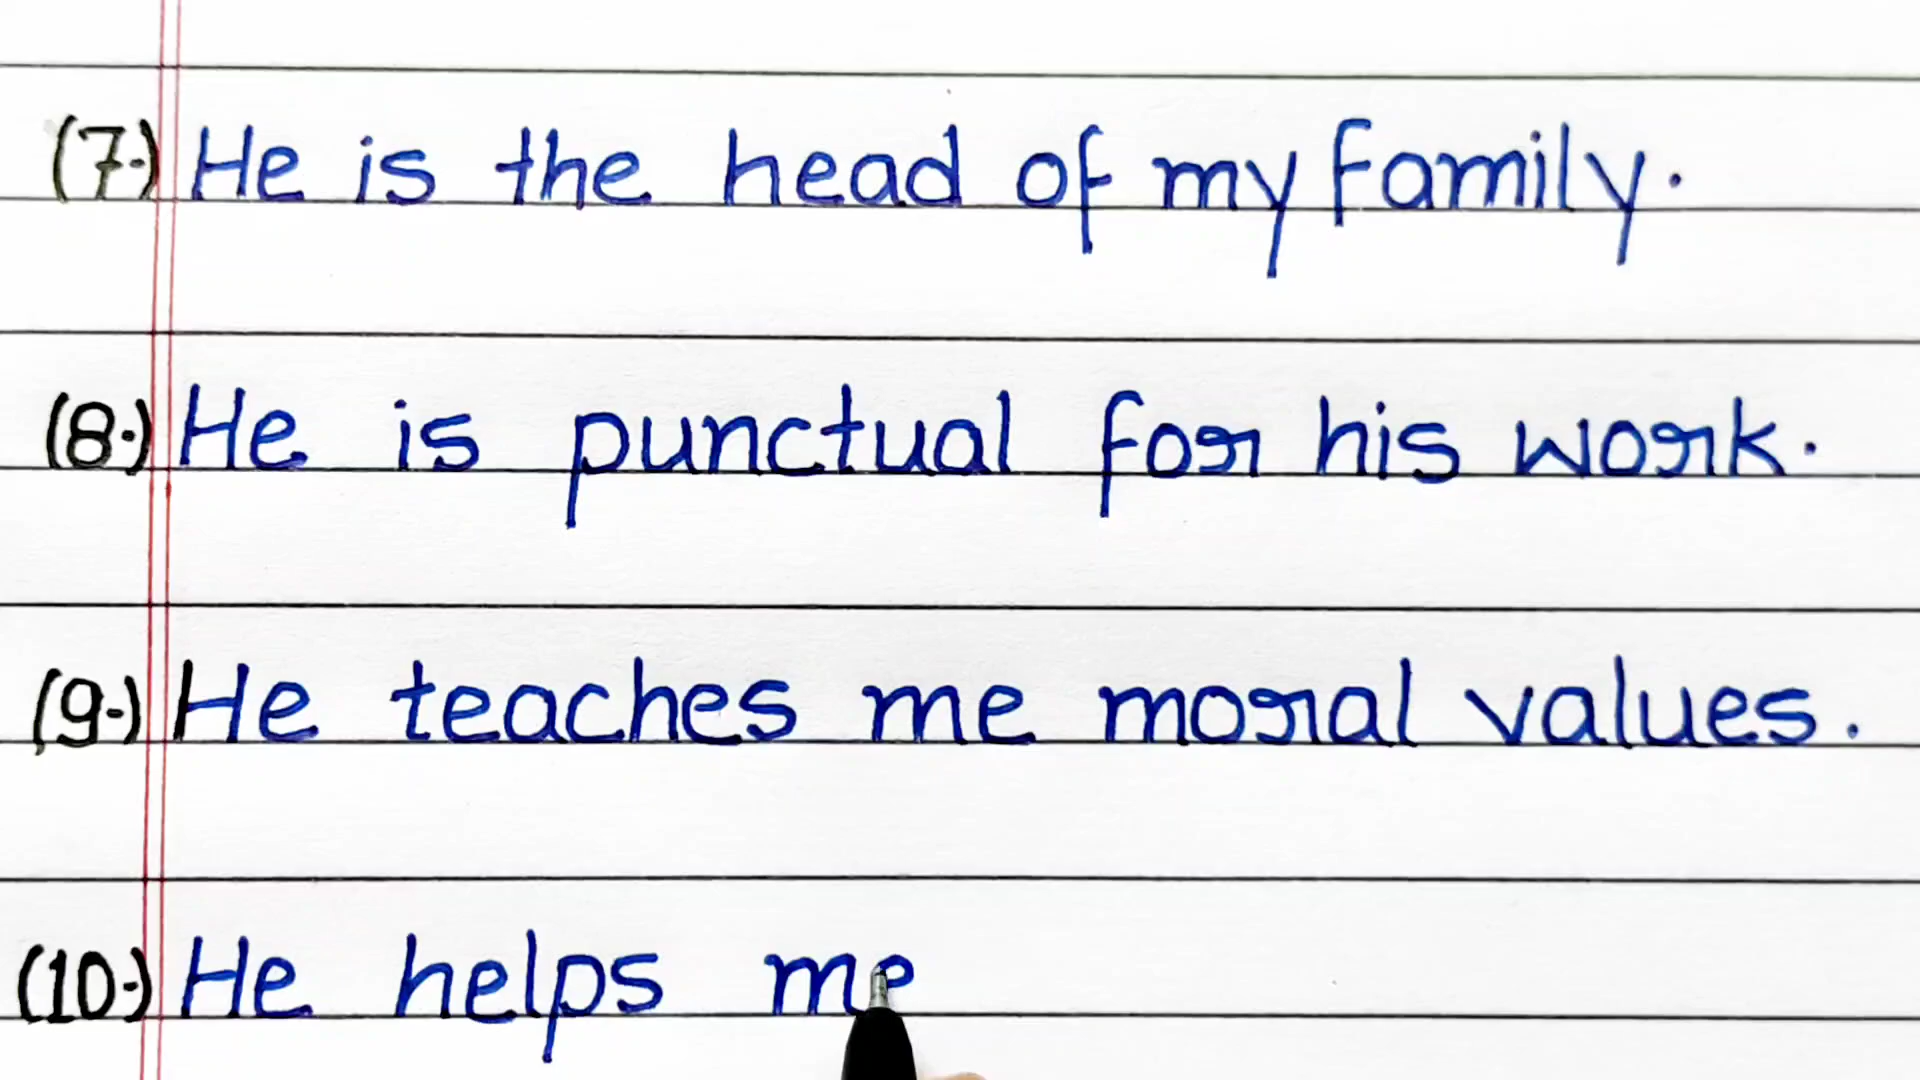 (7.) He is the head of my family.
(8.) He is punctual for his work.
(9.) He teaches me moral values.
(10.) He helps me